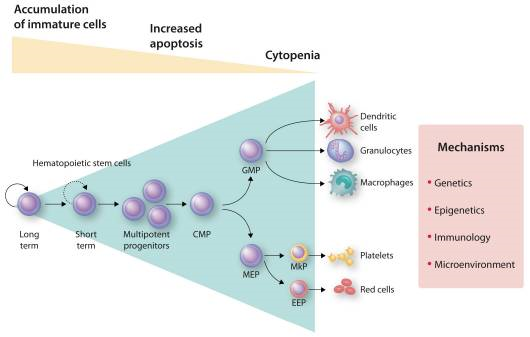 Accumulation
of immature cells
Increased
apoptosis
Cytopenia
Hematopoietic stem cells
Long
term
Short
term
Multipotent
progenitors
CMP
GMP
MEP
MkP
EEP
Dendritic
cells
Granulocytes
Macrophages
Platelets
Red cells
Mechanisms
• Genetics
• Epigenetics
• Immunology
• Microenvironment